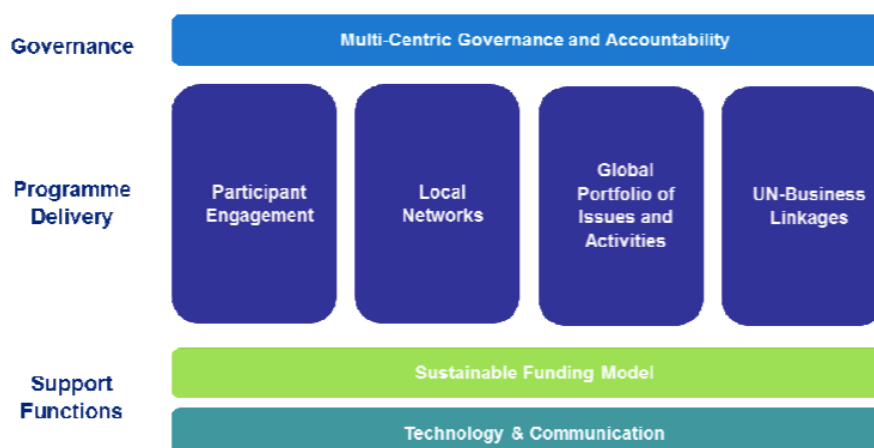 Governance
Multi-Centric Governance and Accountability
Programme
Delivery
Participant
Engagement
Local
Networks
Global
Portfolio of
Issues and
Activities
UN-Business
Linkages
Support
Functions
Sustainable Funding Model
Technology & Communication